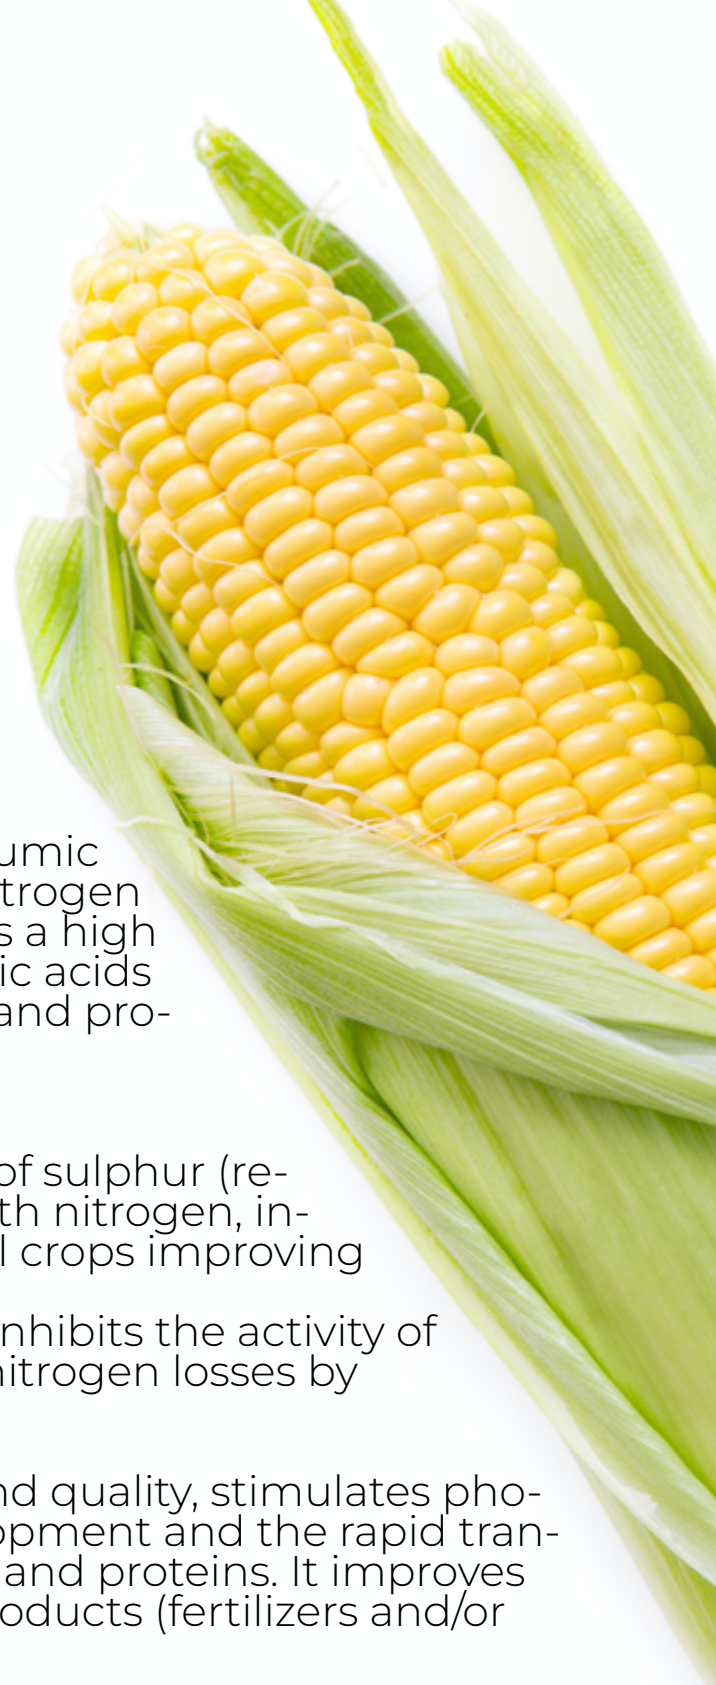 umic
trogen
s a high
ic acids
and pro-
of sulphur (re-
th nitrogen, in-
l crops improving
nhibits the activity of
nitrogen losses by
nd quality, stimulates pho-
opment and the rapid tran-
and proteins. It improves
oducts (fertilizers and/or